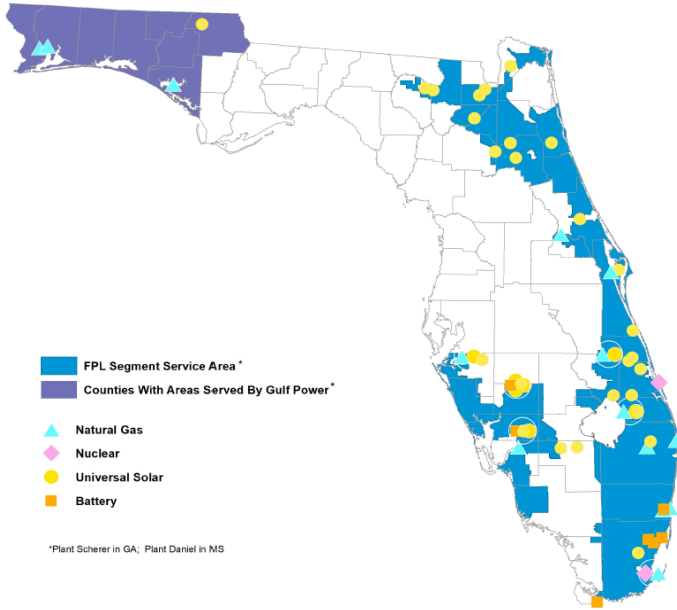 FPL Segment Service Area *
Counties With Areas Served By Gulf Power*
Natural Gas
Nuclear
Universal Solar
Battery
*Plant Scherer in GA; Plant Daniel in MS